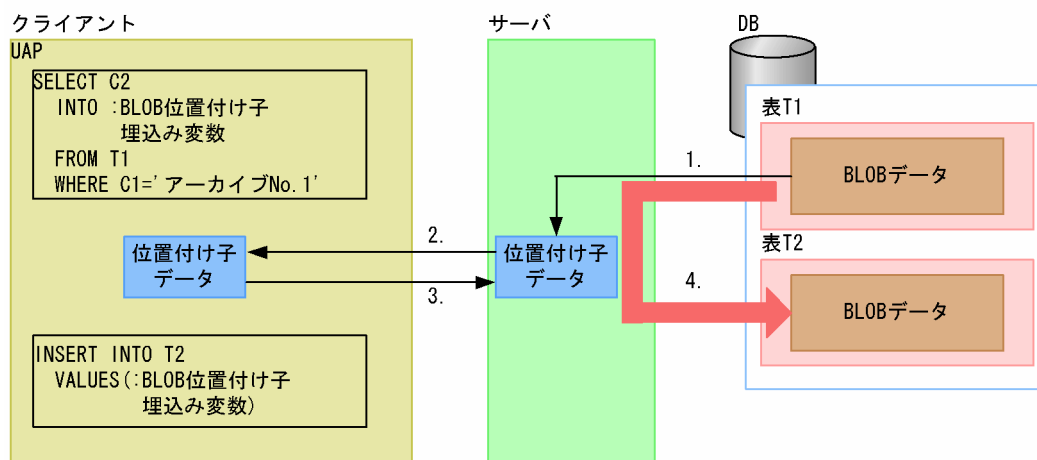 クライアント
サーバ
DB
UAP
SELECT C2
INTO :BLOB位置付け子
埋込み変数
FROM T1
WHERE C1='アーカイブNo.1'
表T1
1.
BLOBデータ
2.
位置付け子
データ
位置付け子
データ
表T2
3.
4.
BLOBデータ
INSERT INTO T2
VALUES(:BLOB位置付け子
埋込み変数)